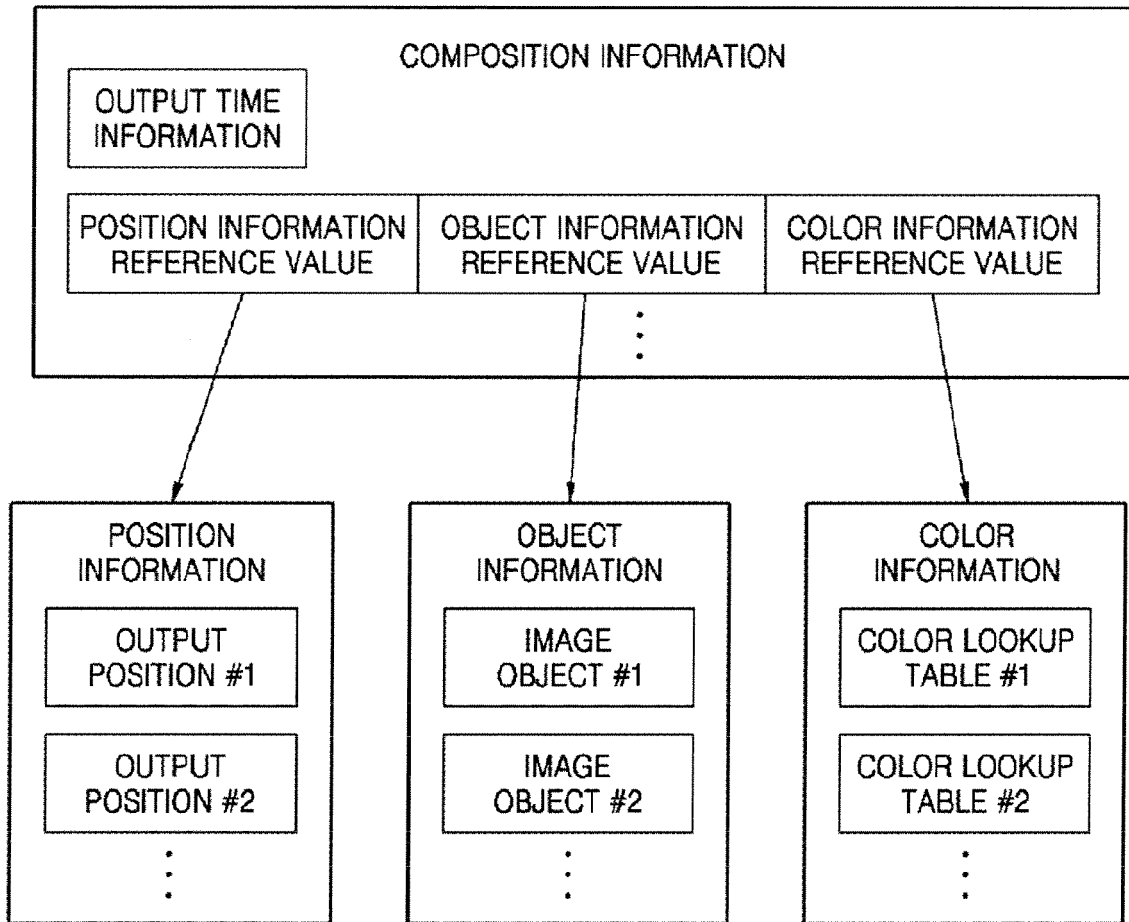 COMPOSITION INFORMATION
OUTPUT TIME
INFORMATION
POSITION INFORMATION
REFERENCE VALUE
OBJECT INFORMATION
REFERENCE VALUE
COLOR INFORMATION
REFERENCE VALUE
POSITION
INFORMATION
OUTPUT
POSITION #1
OUTPUT
POSITION #2
OBJECT
INFORMATION
IMAGE
OBJECT #1
IMAGE
OBJECT #2
COLOR
INFORMATION
COLOR LOOKUP
TABLE #1
COLOR LOOKUP
TABLE #2